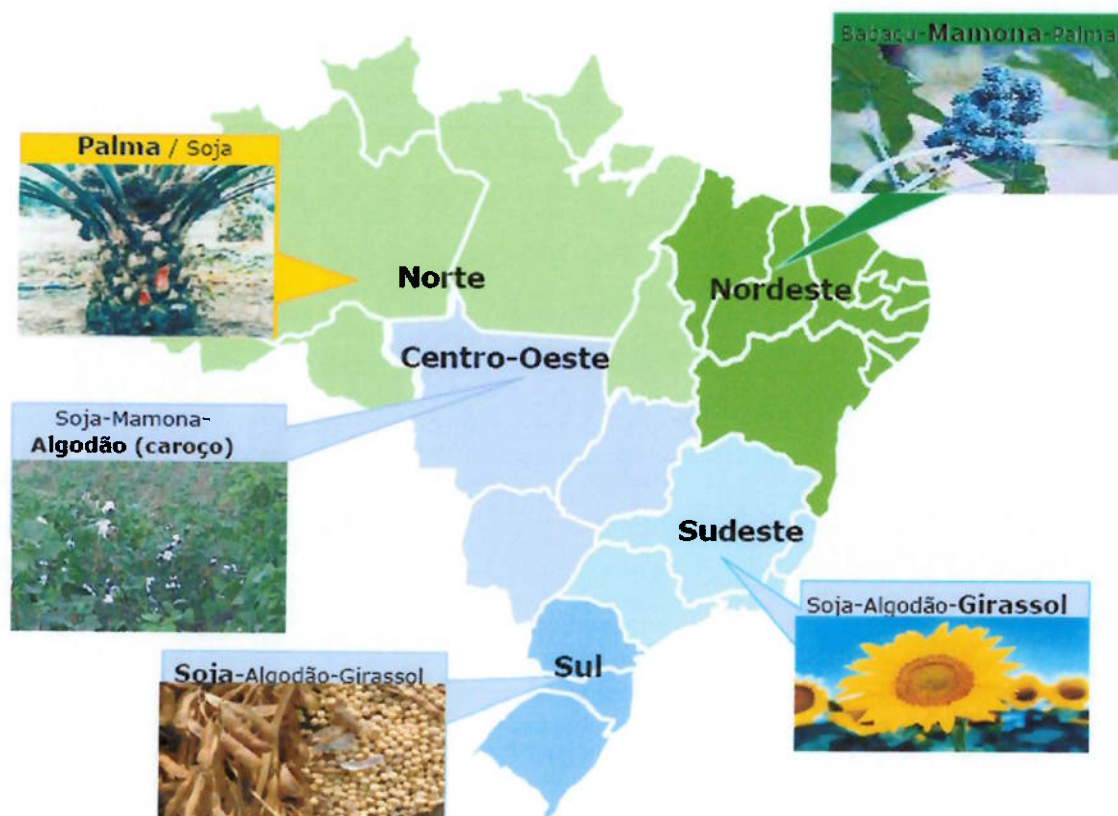 Babaçu-Mamona-Palma
Palma / Soja
Norte
Nordeste
Centro-Oeste
Soja-Mamona-
Algodão (caroço)
Sudeste
Soja-Algodão-Girassol
Sul
Soja-Algodão-Girassol